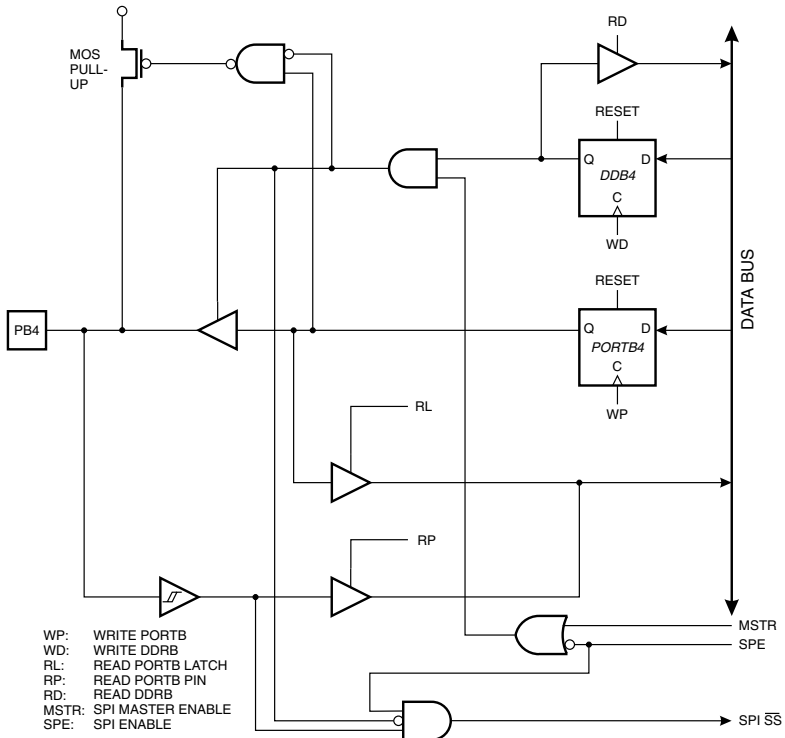 RD
MOS
PULL-
UP
RESET
Q D
DDB4
C
WD
RESET
DATA BUS
PB4
Q D
PORTB4
C
WP
RL
RP
MSTR
SPE
WP: WRITE PORTB
WD: WRITE DDRB
RL: READ PORTB LATCH
RP: READ PORTB PIN
RD: READ DDRB
MSTR: SPI MASTER ENABLE
SPE: SPI ENABLE
SPI S̅S̅